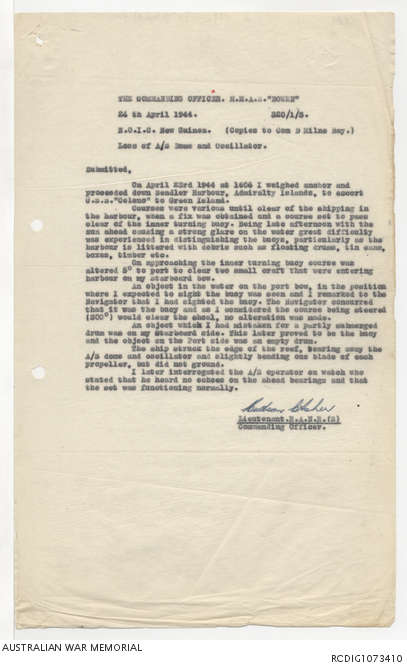 THE COMMANDING OFFICER. H.M.A.S."BOWEN"
24 th April 1944. 320/1/3.
N.O.I.C. New Guinea. (Copies to Com D Milne Bay.)
Loss of A/S Dome and Oscillator.
Submitted,
On April 23rd 1944 at 1606 I weighed anchor and
proceeded down Seadler Harbour, Admiralty Islands, to escort
U.S.S."Celeno" to Green Island.
Courses were various until clear of the shipping in
the harbour, when a fix was obtained and a course set to pass
clear of the inner turning buoy. Being late afternoon with the
sun ahead causing a strong glare on the water great difficulty
was experienced in distinguishing the buoys, particularly as the
harbour is littered with debris such as floating drums, tin cans,
boxes, timber etc.
On approaching the inner turning buoy course was
altered 5° to port to clear two small craft that were entering
harbour on my starboard bow.
An object in the water on the port bow, in the position
where I expected to sight the buoy was seen and I remarked to the
Navigator that I had sighted the buoy. The Navigator concurred
that it was the buoy and as I considered the course being steered
(300°) would clear the shoal, no alteration was made.
An object which I had mistaken for a partly submerged
drum was on my starboard side. This later proved to be the buoy
and the object on the Port side was an empty drum.
The ship struck the edge of the reef, tearing away the
A/S dome and oscillator and slightly bending one blade of each
propeller, but did not ground.
I later interrogated the A/S operator on watch who
stated that he heard no echoes on the ahead bearings and that
the set was functioning normally.
Lieutenant.R.A.N.R.(S)
Commanding Officer.
AUSTRALIAN WAR MEMORIAL
RCDIG1073410